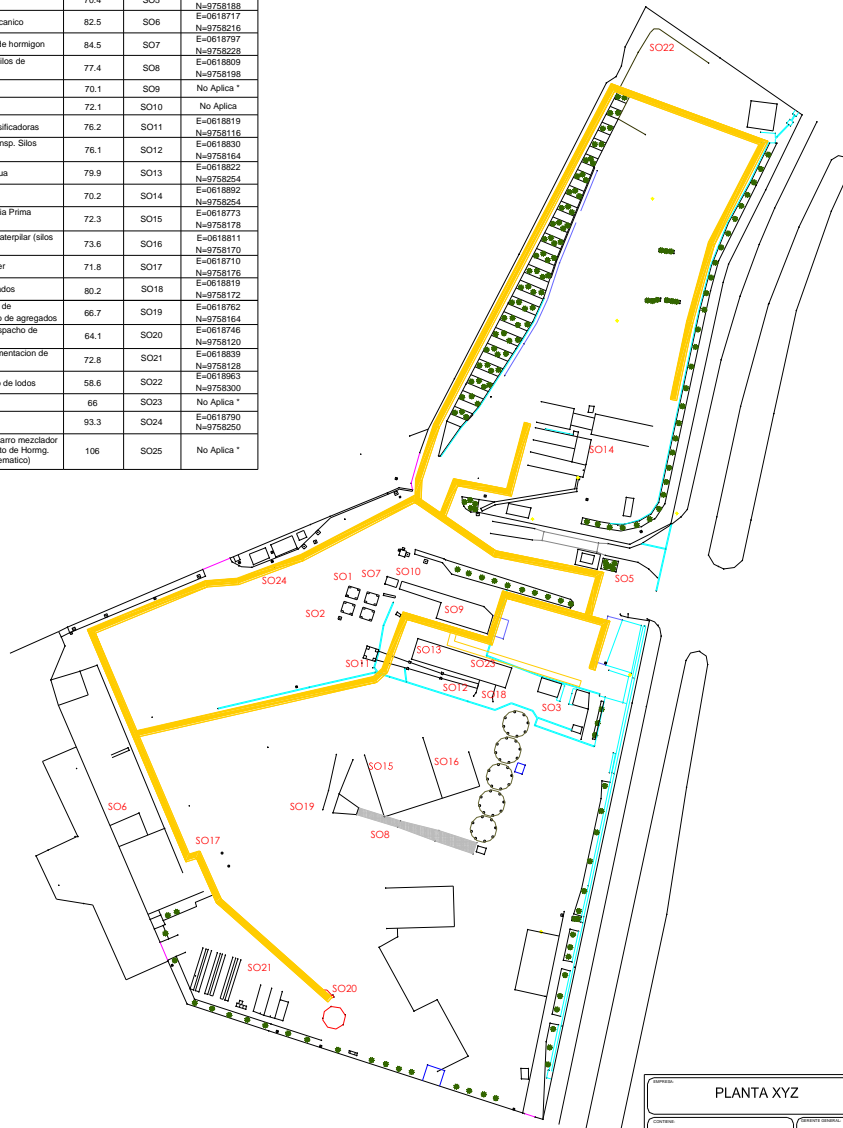 N=9758188
canico 82.5 SO6 E=0618717
N=9758216
de hormigon 84.5 SO7 E=0618797
N=9758228
ilos de 77.4 SO8 E=0618809
N=9758198
70.1 SO9 No Aplica *
72.1 SO10 No Aplica
sificadoras 76.2 SO11 E=0618819
N=9758116
nsp. Silos 76.1 SO12 E=0618830
N=9758164
ua 79.9 SO13 E=0618822
N=9758254
70.2 SO14 E=0618892
N=9758254
ia Prima 72.3 SO15 E=0618773
N=9758178
aterpilar (silos 73.6 SO16 E=0618811
N=9758170
er 71.8 SO17 E=0618710
N=9758176
ados 80.2 SO18 E=0618819
N=9758172
de
o de agregados 66.7 SO19 E=0618762
N=9758164
spacho de 64.1 SO20 E=0618746
N=9758120
mentacion de 72.8 SO21 E=0618839
N=9758128
o de lodos 58.6 SO22 E=0618963
N=9758300
66 SO23 No Aplica *
93.3 SO24 E=0618790
N=9758250
arro mezclador
to de Hormg.
ematico) 106 SO25 No Aplica *
SO22
SO14
SO5
SO24
SO1
SO7
SO10
SO2
SO9
SO11
SO13
SO23
SO12
SO18
SO3
SO15
SO16
SO19
SO8
SO6
SO17
SO21
SO20
EMPRESA:
PLANTA XYZ
CONTIENE:
GERENTE GENERAL: